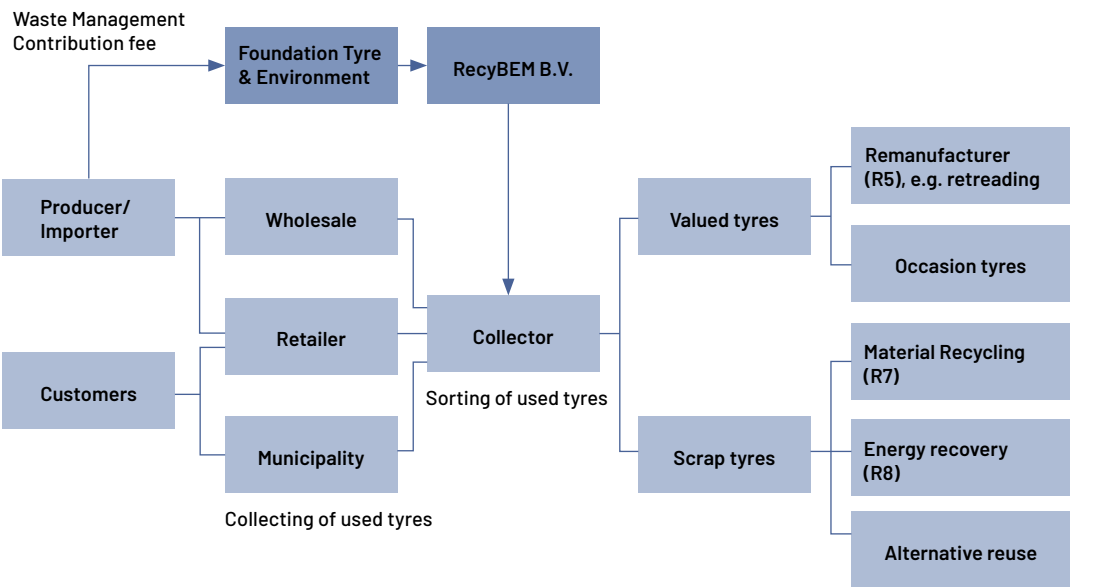 Waste Management
Contribution fee
Foundation Tyre
& Environment
RecyBEM B.V.
Producer/
Importer
Wholesale
Retailer
Customers
Municipality
Collecting of used tyres
Collector
Sorting of used tyres
Valued tyres
Scrap tyres
Remanufacturer
(R5), e.g. retreading
Occasion tyres
Material Recycling
(R7)
Energy recovery
(R8)
Alternative reuse